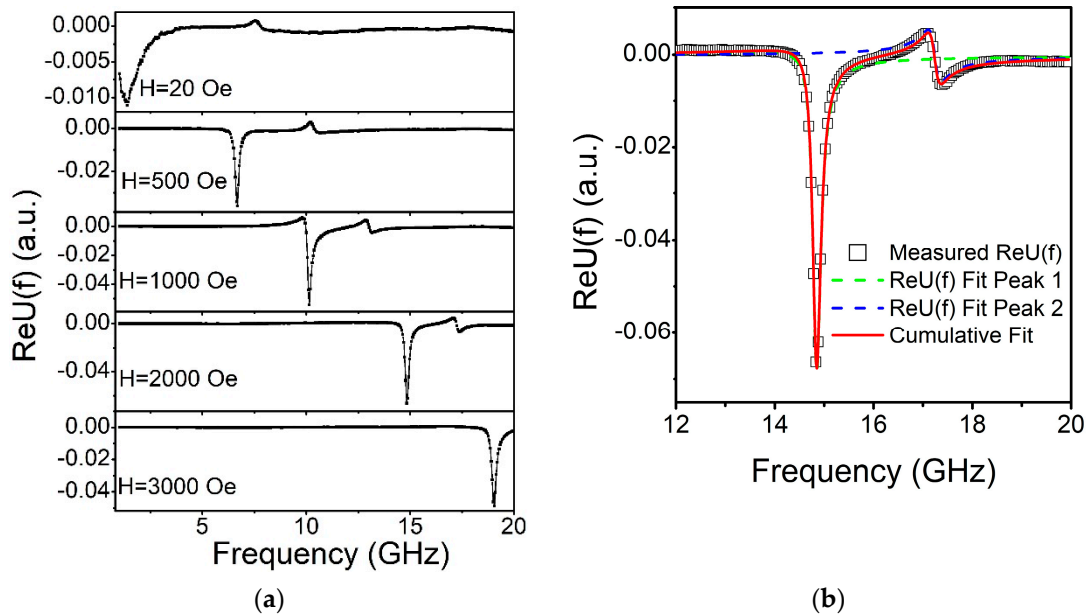 ReU(f) (a.u.)
0.000
-0.005
-0.010
H=20 Oe
0.00
-0.02
H=500 Oe
0.00
-0.02
-0.04
H=1000 Oe
0.00
-0.02
-0.04
H=2000 Oe
0.00
-0.02
-0.04
H=3000 Oe
5 10 15 20
Frequency (GHz)
(a)
ReU(f) (a.u.)
0.00
-0.02
-0.04
-0.06
Measured ReU(f)
ReU(f) Fit Peak 1
ReU(f) Fit Peak 2
Cumulative Fit
12 14 16 18 20
Frequency (GHz)
(b)